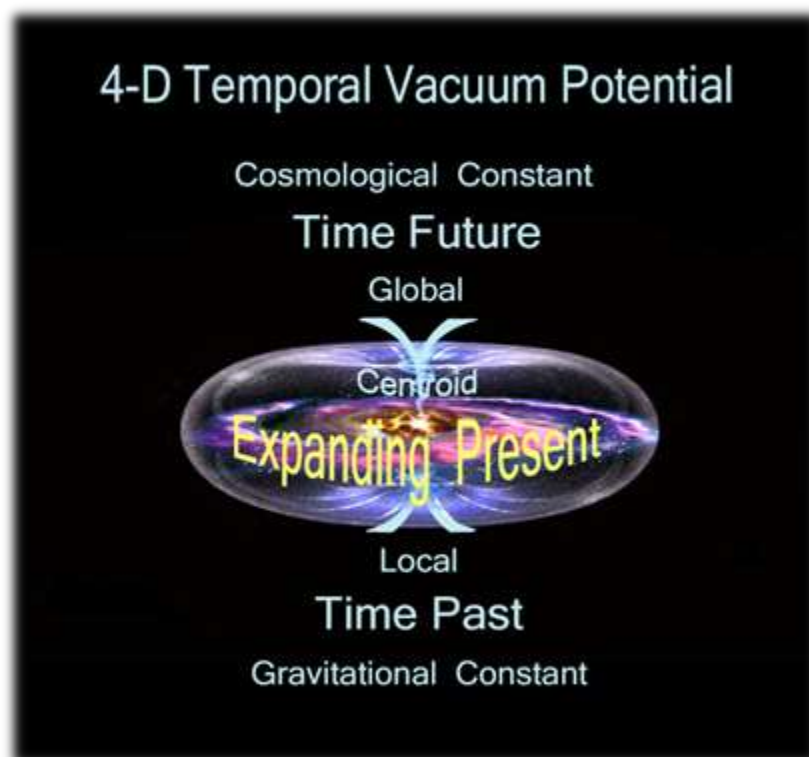 4-D Temporal Vacuum Potential
Cosmological Constant
Time Future
Global
Centroid
Expanding Present
Local
Time Past
Gravitational Constant